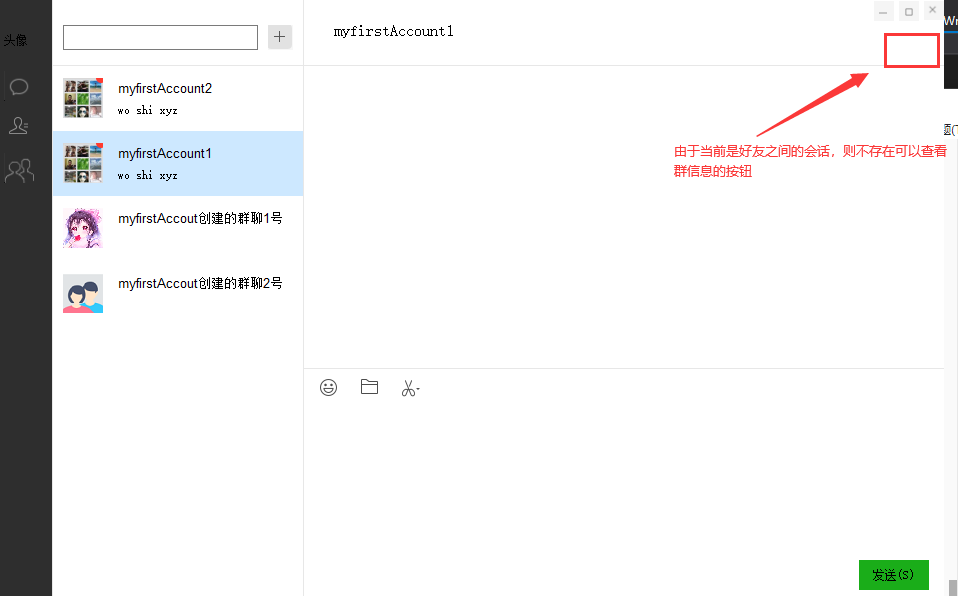 头像
myfirstAccount1
myfirstAccount2
wo shi xyz
myfirstAccount1
wo shi xyz
myfirstAccout创建的群聊1号
myfirstAccout创建的群聊2号
由于当前是好友之间的会话，则不存在可以查看
群信息的按钮
发送(S)